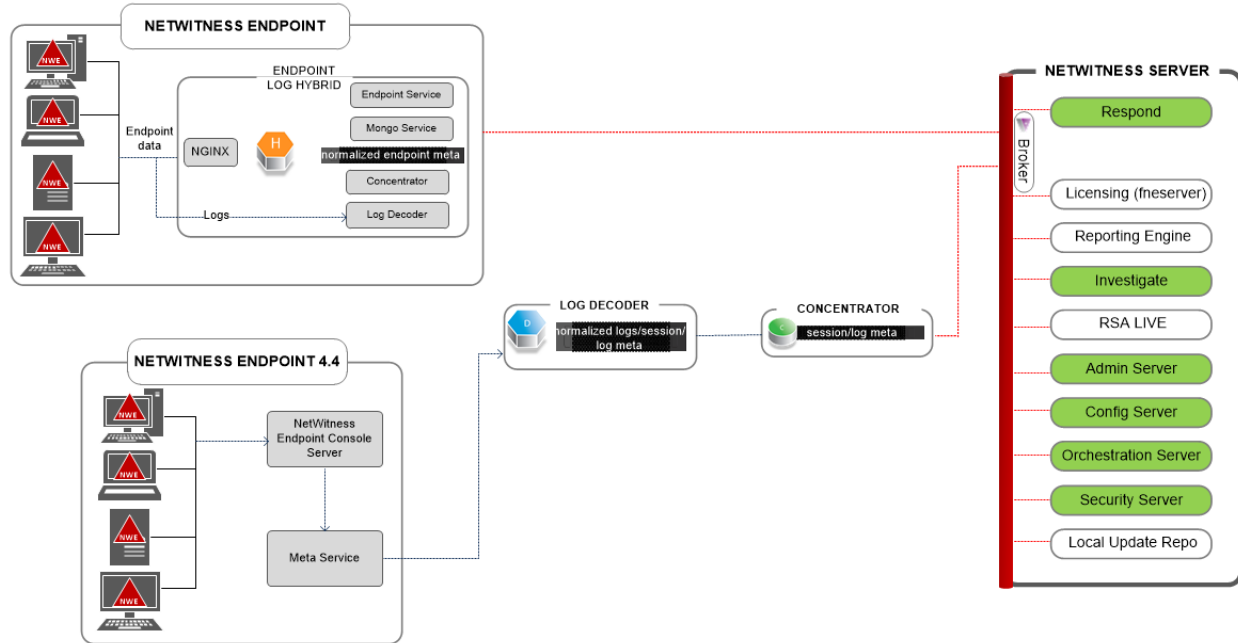 NETWITNESS ENDPOINT
NWE
NWE
NWE
NWE
Endpoint
data
ENDPOINT
LOG HYBRID
NGINX
H
Endpoint Service
Mongo Service
normalized endpoint meta
Concentrator
Logs
Log Decoder
NETWITNESS ENDPOINT 4.4
NWE
NWE
NWE
NWE
NetWitness
Endpoint Console
Server
Meta Service
LOG DECODER
D
normalized logs/session/
log meta
CONCENTRATOR
C
session/log meta
NETWITNESS SERVER
Broker
Respond
Licensing (fneserver)
Reporting Engine
Investigate
RSA LIVE
Admin Server
Config Server
Orchestration Server
Security Server
Local Update Repo